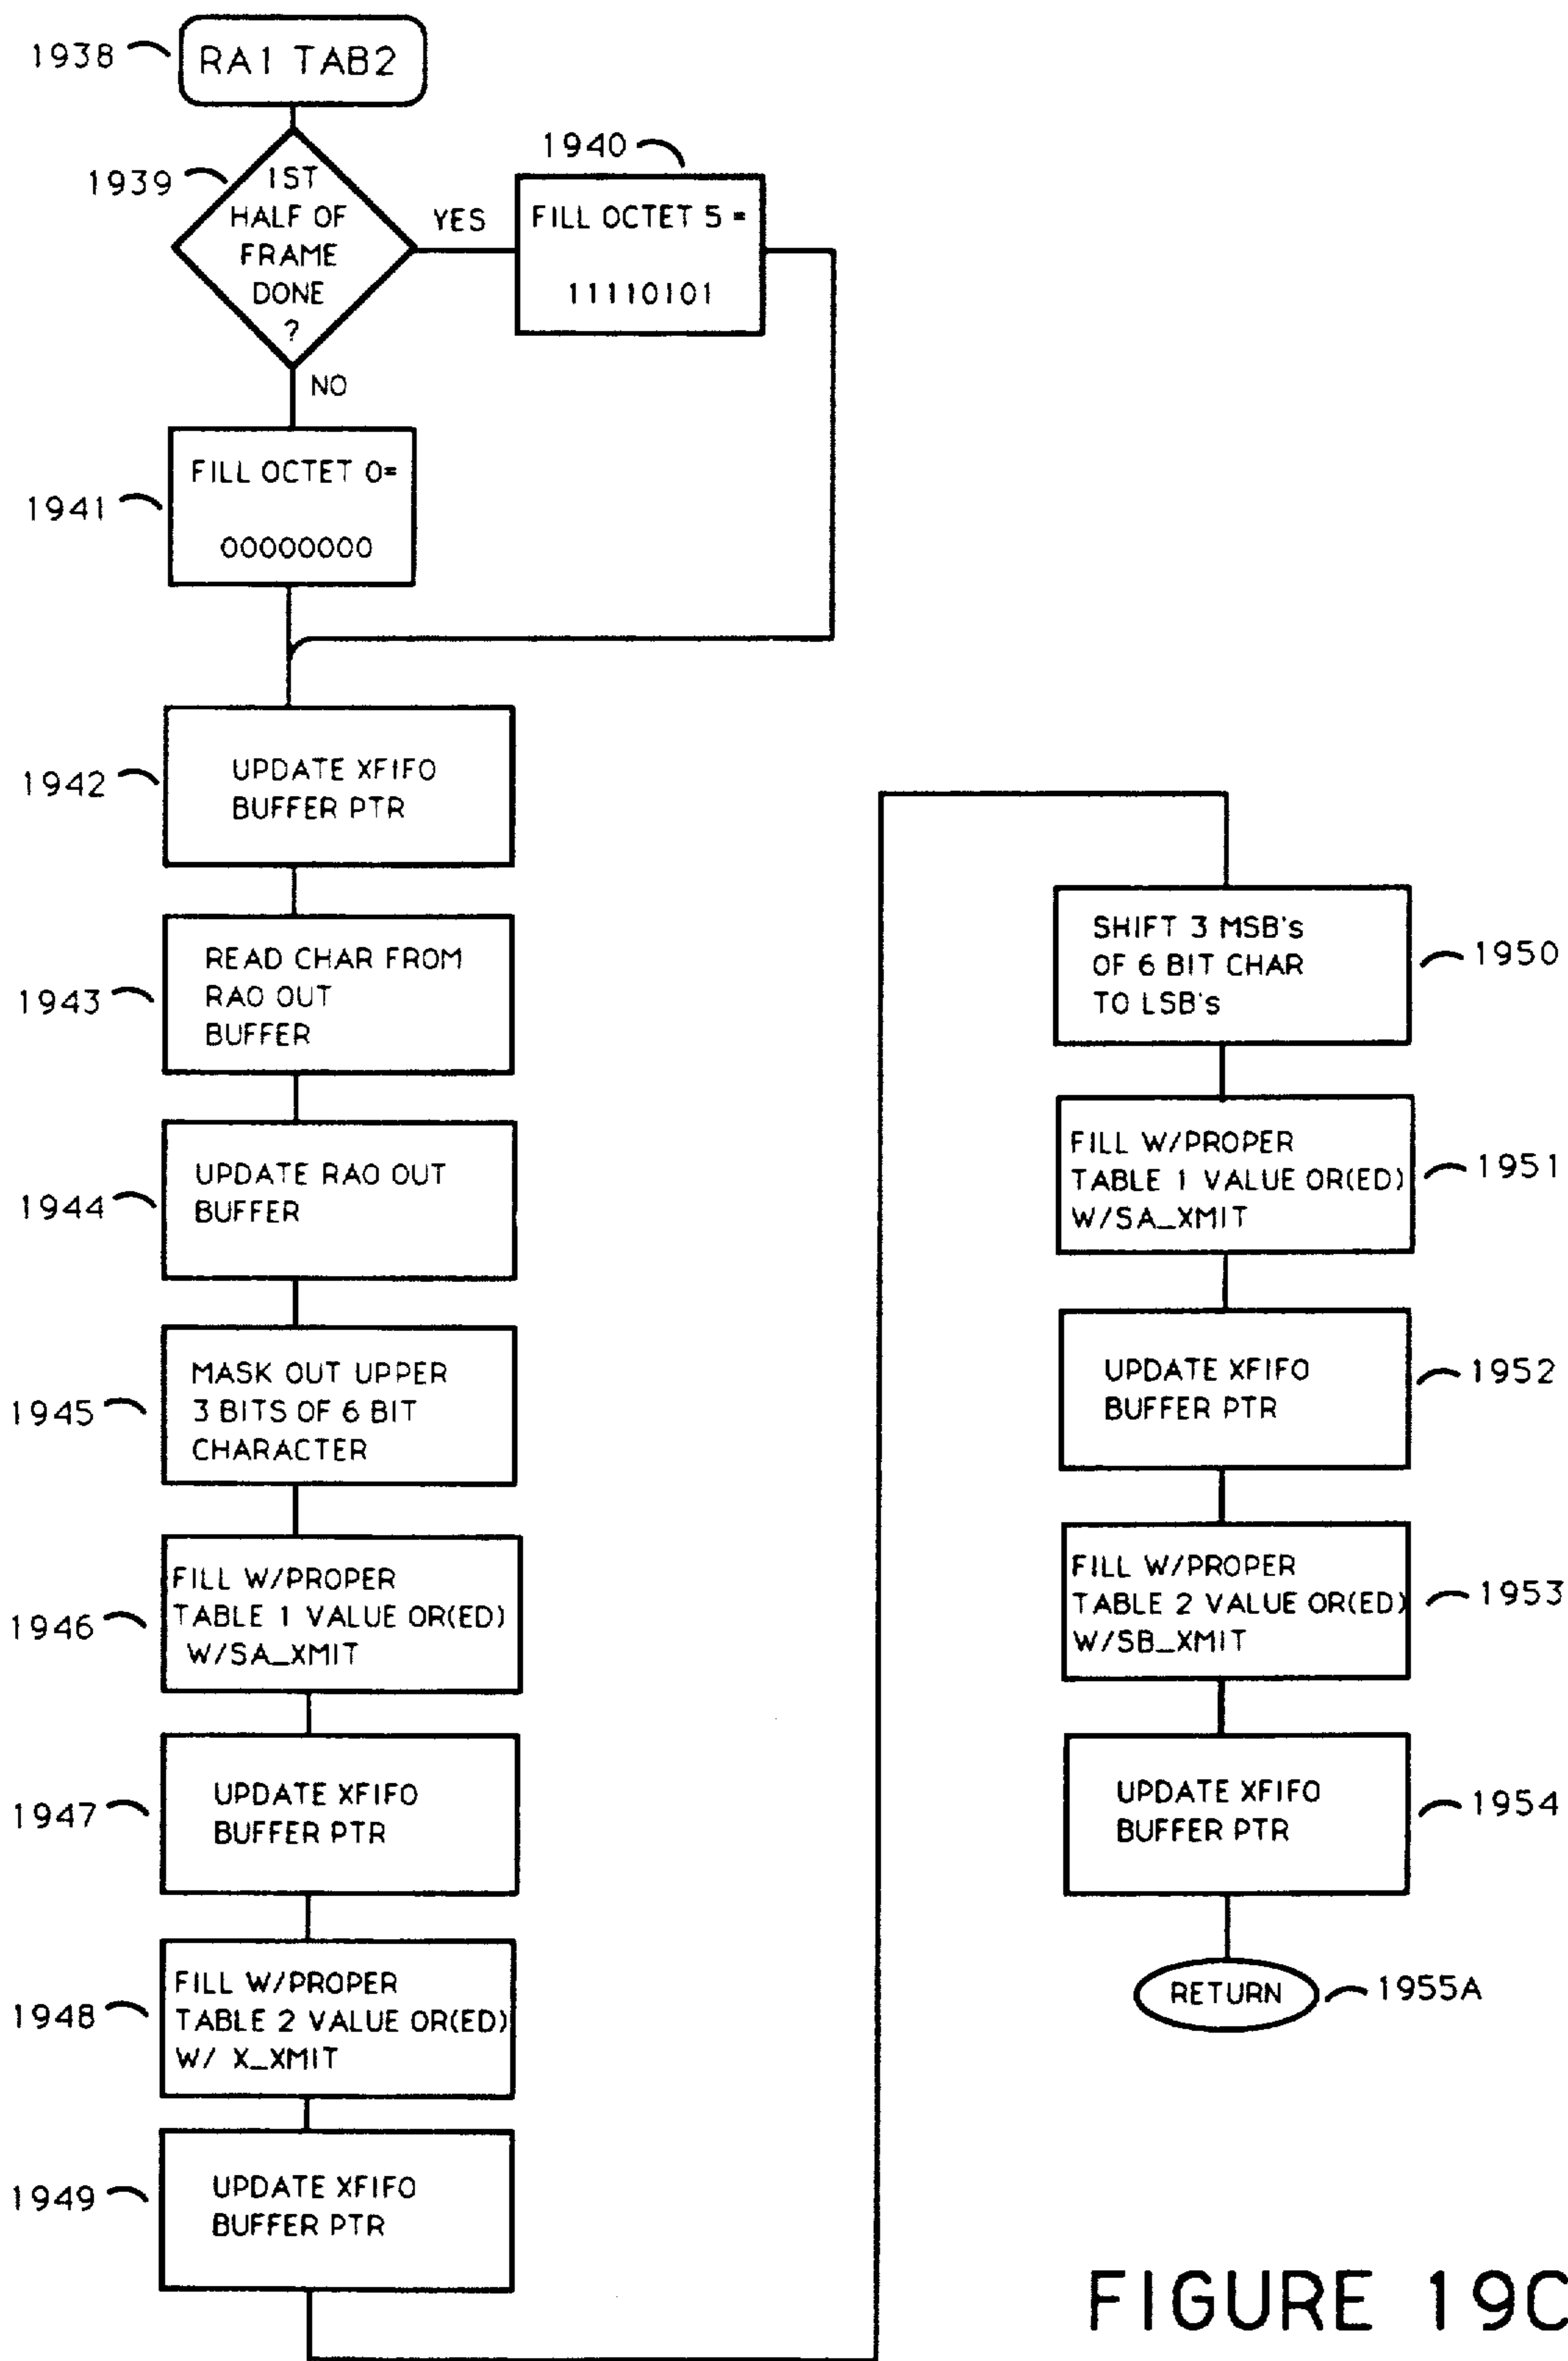 1938
RA1 TAB2
1939
1ST
HALF OF
FRAME
DONE
?
YES
1940
FILL OCTET 5 =
11110101
NO
1941
FILL OCTET 0=
00000000
1942
UPDATE XFIFO
BUFFER PTR
1943
READ CHAR FROM
RA0 OUT
BUFFER
1944
UPDATE RA0 OUT
BUFFER
1945
MASK OUT UPPER
3 BITS OF 6 BIT
CHARACTER
1946
FILL W/PROPER
TABLE 1 VALUE OR(ED)
W/SA_XMIT
1947
UPDATE XFIFO
BUFFER PTR
1948
FILL W/PROPER
TABLE 2 VALUE OR(ED)
W/ X_XMIT
1949
UPDATE XFIFO
BUFFER PTR
SHIFT 3 MSB's
OF 6 BIT CHAR
TO LSB's
1950
FILL W/PROPER
TABLE 1 VALUE OR(ED)
W/SA_XMIT
1951
UPDATE XFIFO
BUFFER PTR
1952
FILL W/PROPER
TABLE 2 VALUE OR(ED)
W/SB_XMIT
1953
UPDATE XFIFO
BUFFER PTR
1954
RETURN
1955A
FIGURE 19C